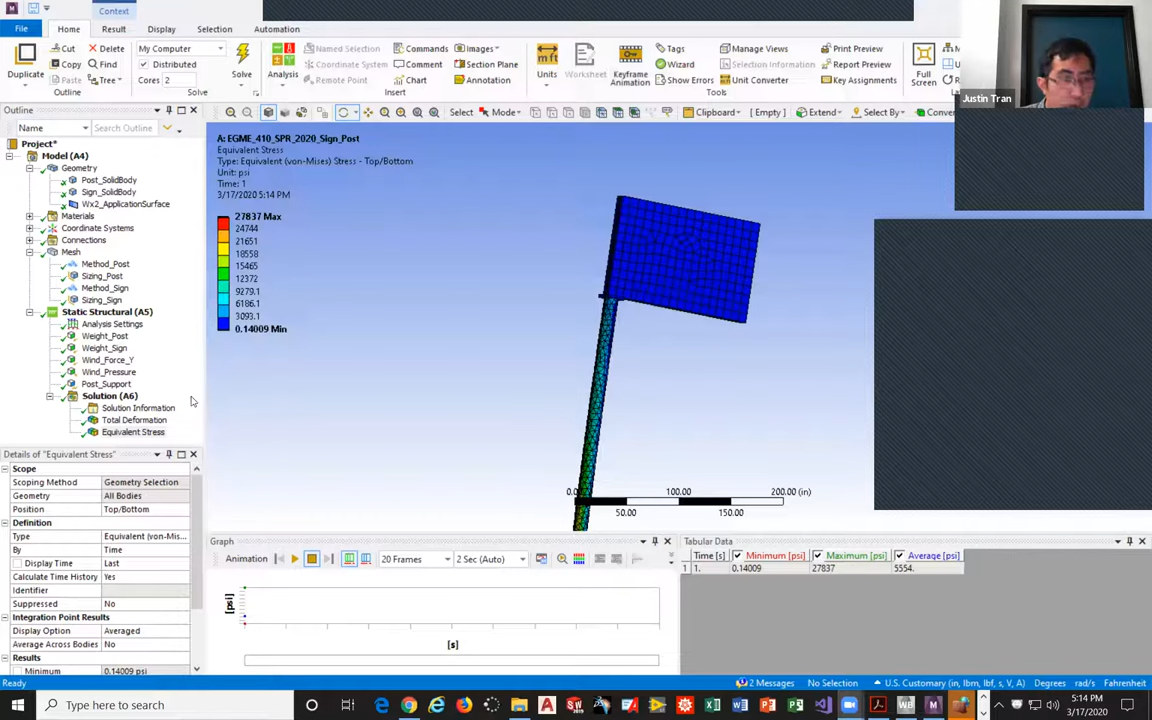 Context
File
Home
Result
Display
Selection
Automation
Duplicate
Cut
Copy
Paste
Delete
Find
Tree
Outline
My Computer
Distributed
Cores 2
Solve
Solve
Analysis
Named Selection
Coordinate System
Remote Point
Commands
Comment
Chart
Images
Section Plane
Annotation
Insert
Units
Worksheet
Keyframe
Animation
Tags
Wizard
Show Errors
Manage Views
Selection Information
Unit Converter
Tools
Print Preview
Report Preview
Key Assignments
Full
Screen
Justin Tran
Outline
Name
Search Outline
Select
Mode
Clipboard
[ Empty ]
Extend
Select By
Conver
Project*
Model (A4)
Geometry
Post_SolidBody
Sign_SolidBody
Wx2_ApplicationSurface
Materials
Coordinate Systems
Connections
Mesh
Method_Post
Sizing_Post
Method_Sign
Sizing_Sign
Static Structural (A5)
Analysis Settings
Weight_Post
Weight_Sign
Wind_Force_Y
Wind_Pressure
Post_Support
Solution (A6)
Solution Information
Total Deformation
Equivalent Stress
A: EGME_410_SPR_2020_Sign_Post
Equivalent Stress
Type: Equivalent (von-Mises) Stress - Top/Bottom
Unit: psi
Time: 1
3/17/2020 5:14 PM
27837 Max
24744
21651
18558
15465
12372
9279.1
6186.1
3093.1
0.14009 Min
100.00
200.00 (in)
50.00
150.00
Details of "Equivalent Stress"
Scope
Scoping Method Geometry Selection
Geometry All Bodies
Position Top/Bottom
Definition
Type Equivalent (von-Mis...
By Time
Display Time Last
Calculate Time History Yes
Identifier
Suppressed No
Integration Point Results
Display Option Averaged
Average Across Bodies No
Results
Minimum 0.14009 psi
Graph
Animation
20 Frames
2 Sec (Auto)
[psi]
[s]
Tabular Data
Time [s] Minimum [psi] Maximum [psi] Average [psi]
1 1. 0.14009 27837 5554.
Ready
2 Messages
No Selection
U.S. Customary (in, lbm, lbf, s, V, A)
Degrees
rad/s
Fahrenheit
Type here to search
5:14 PM
3/17/2020